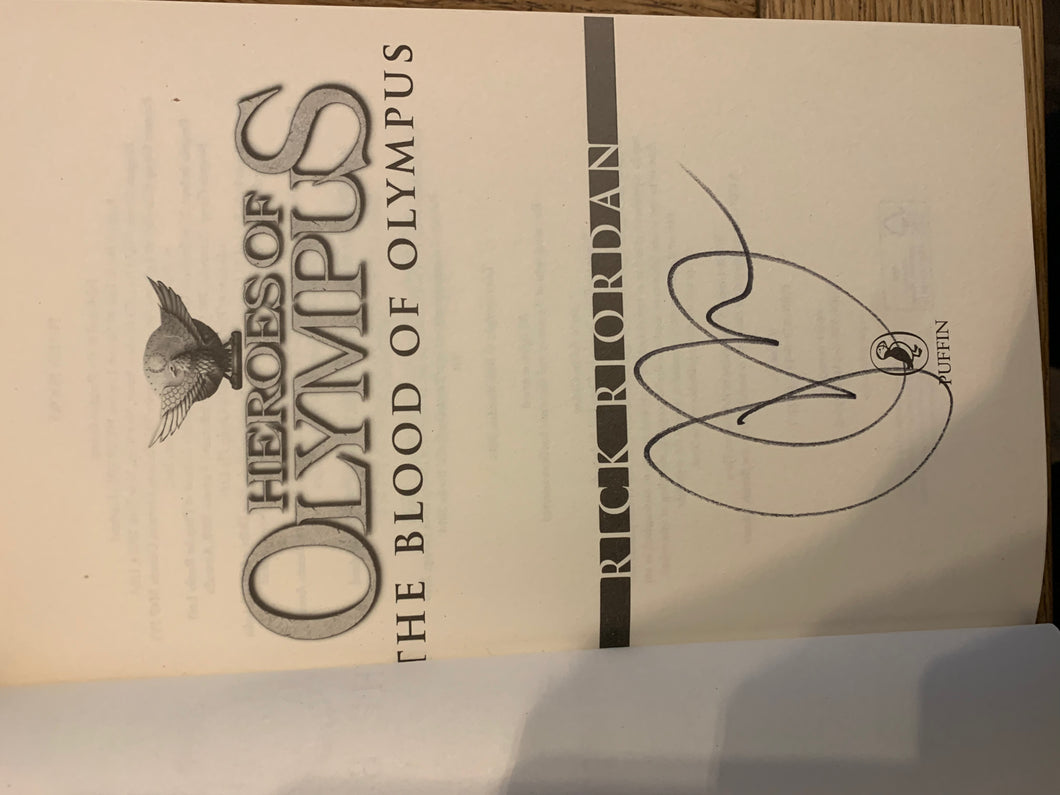 HEROES OF
OLYMPUS
THE BLOOD OF OLYMPUS
RICK RIORDAN
PUFFIN